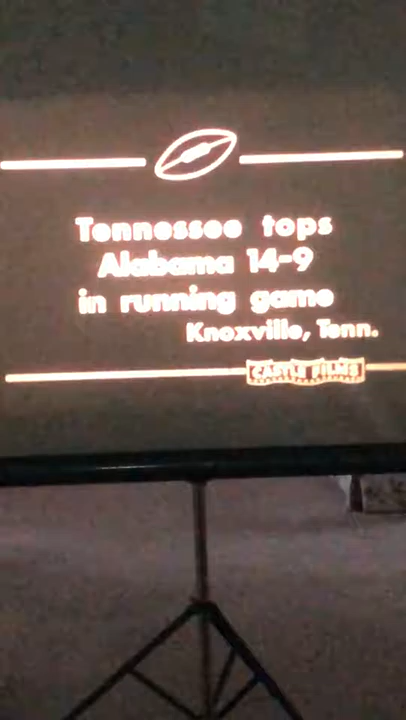 Tennessee tops
Alabama 14-9
in running game
Knoxville, Tenn.
CASTLE FILMS